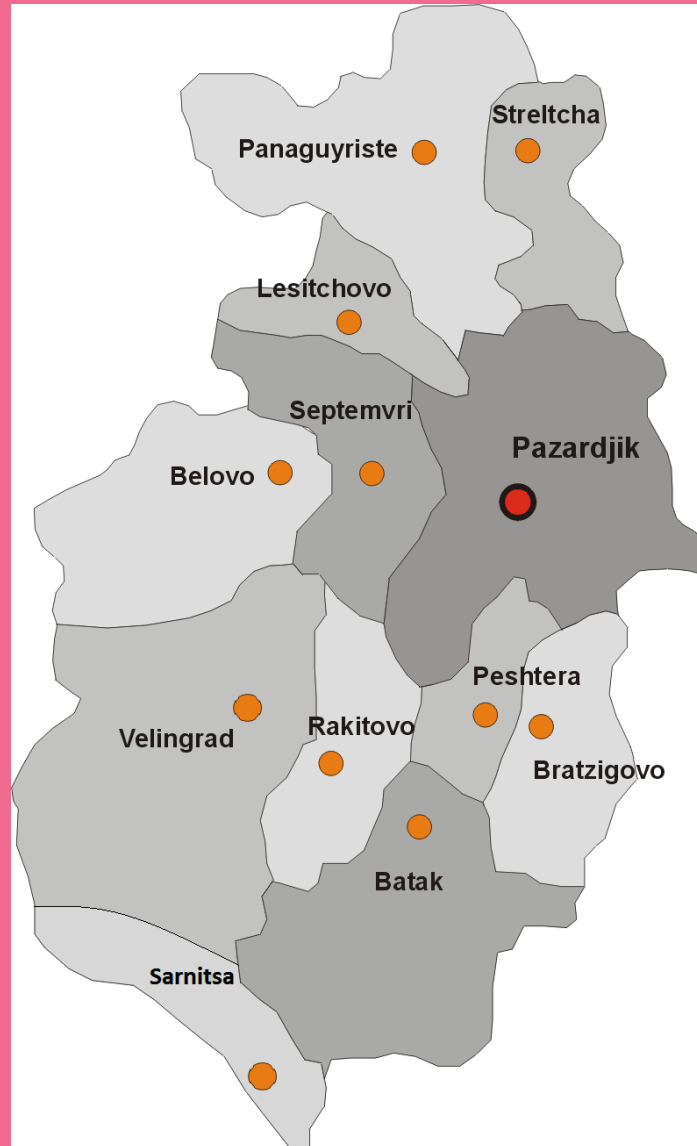 Streltcha
Panaguyriste
Lesitchovo
Septemvri
Pazardjik
Belovo
Peshtera
Rakitovo
Velingrad
Bratzigovo
Batak
Sarnitsa